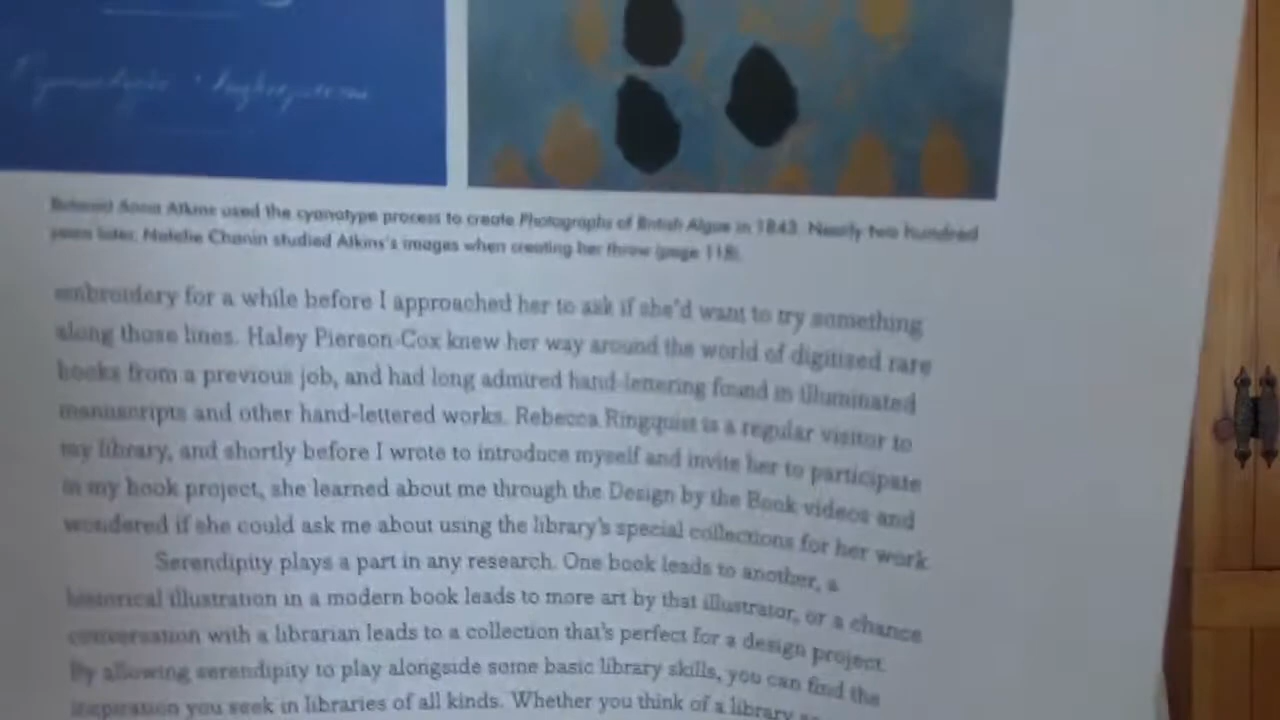 Botanist Anna Atkins used the cyanotype process to create Photographs of British Algae in 1843. Nearly two hundred
years later, Natalie Chanin studied Atkins's images when creating her throw (page 118).
embroidery for a while before I approached her to ask if she'd want to try something
along those lines. Haley Pierson-Cox knew her way around the world of digitized rare
books from a previous job, and had long admired hand-lettering found in illuminated
manuscripts and other hand-lettered works. Rebecca Ringquist is a regular visitor to
my library, and shortly before I wrote to introduce myself and invite her to participate
in my book project, she learned about me through the Design by the Book videos and
wondered if she could ask me about using the library's special collections for her work.
Serendipity plays a part in any research. One book leads to another, a
historical illustration in a modern book leads to more art by that illustrator, or a chance
conversation with a librarian leads to a collection that's perfect for a design project.
By allowing serendipity to play alongside some basic library skills, you can find the
inspiration you seek in libraries of all kinds. Whether you think of a library